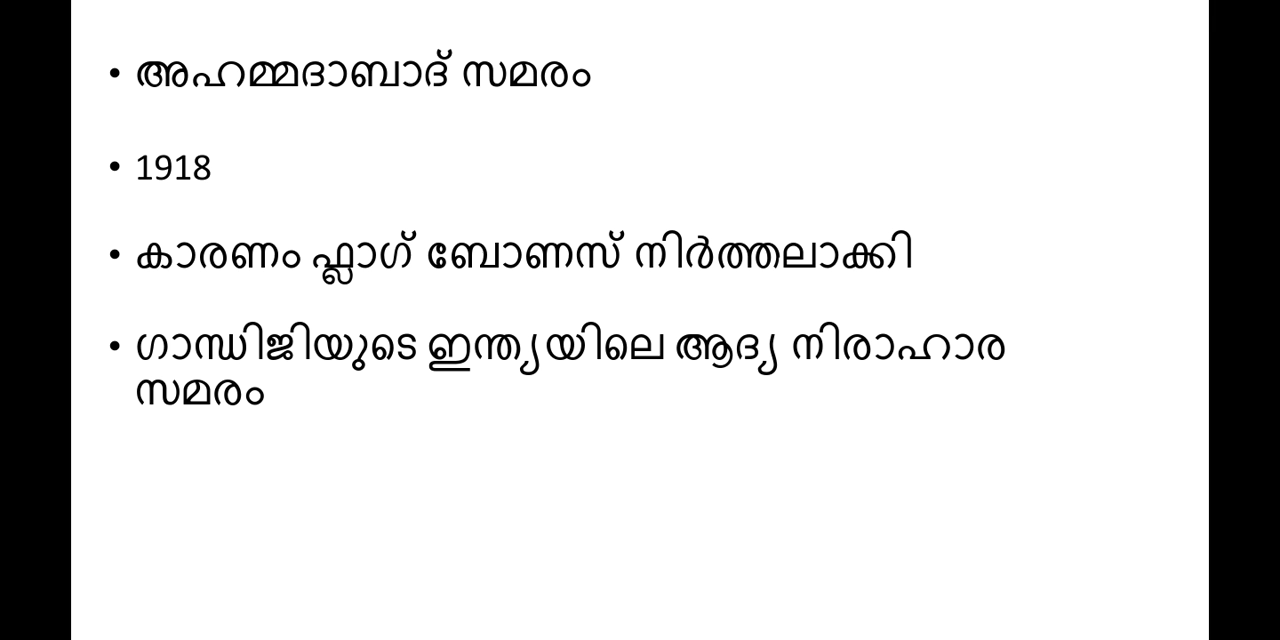 • അഹമ്മദാബാദ് സമരം
• 1918
• കാരണം ഫ്ലാഗ് ബോണസ് നിർത്തലാക്കി
• ഗാന്ധിജിയുടെ ഇന്ത്യയിലെ ആദ്യ നിരാഹാര
സമരം